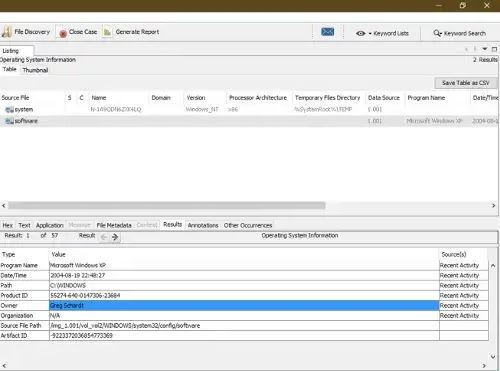 File Discovery Close Case Generate Report Keyword Lists Keyword Search
Listing
Operating System Information 2 Results
Table Thumbnail
Save Table as CSV
Source File S C Name Domain Version Processor Architecture Temporary Files Directory Data Source Program Name Date/Time
system N-1A9ODN6ZXK4LQ Windows_NT x86 %SystemRoot%\TEMP 1.001
software 1.001 Microsoft Windows XP 2004-08-1
Hex Text Application Message File Metadata Context Results Annotations Other Occurrences
Result: 1 of 57 Result Operating System Information
Type Value Source(s)
Program Name Microsoft Windows XP Recent Activity
Date/Time 2004-08-19 22:48:27 Recent Activity
Path C:\WINDOWS Recent Activity
Product ID 55274-640-0147306-23684 Recent Activity
Owner Greg Schardt Recent Activity
Organization N/A Recent Activity
Source File Path /img_1.001/vol_vol2/WINDOWS/system32/config/software
Artifact ID -9223372036854773369